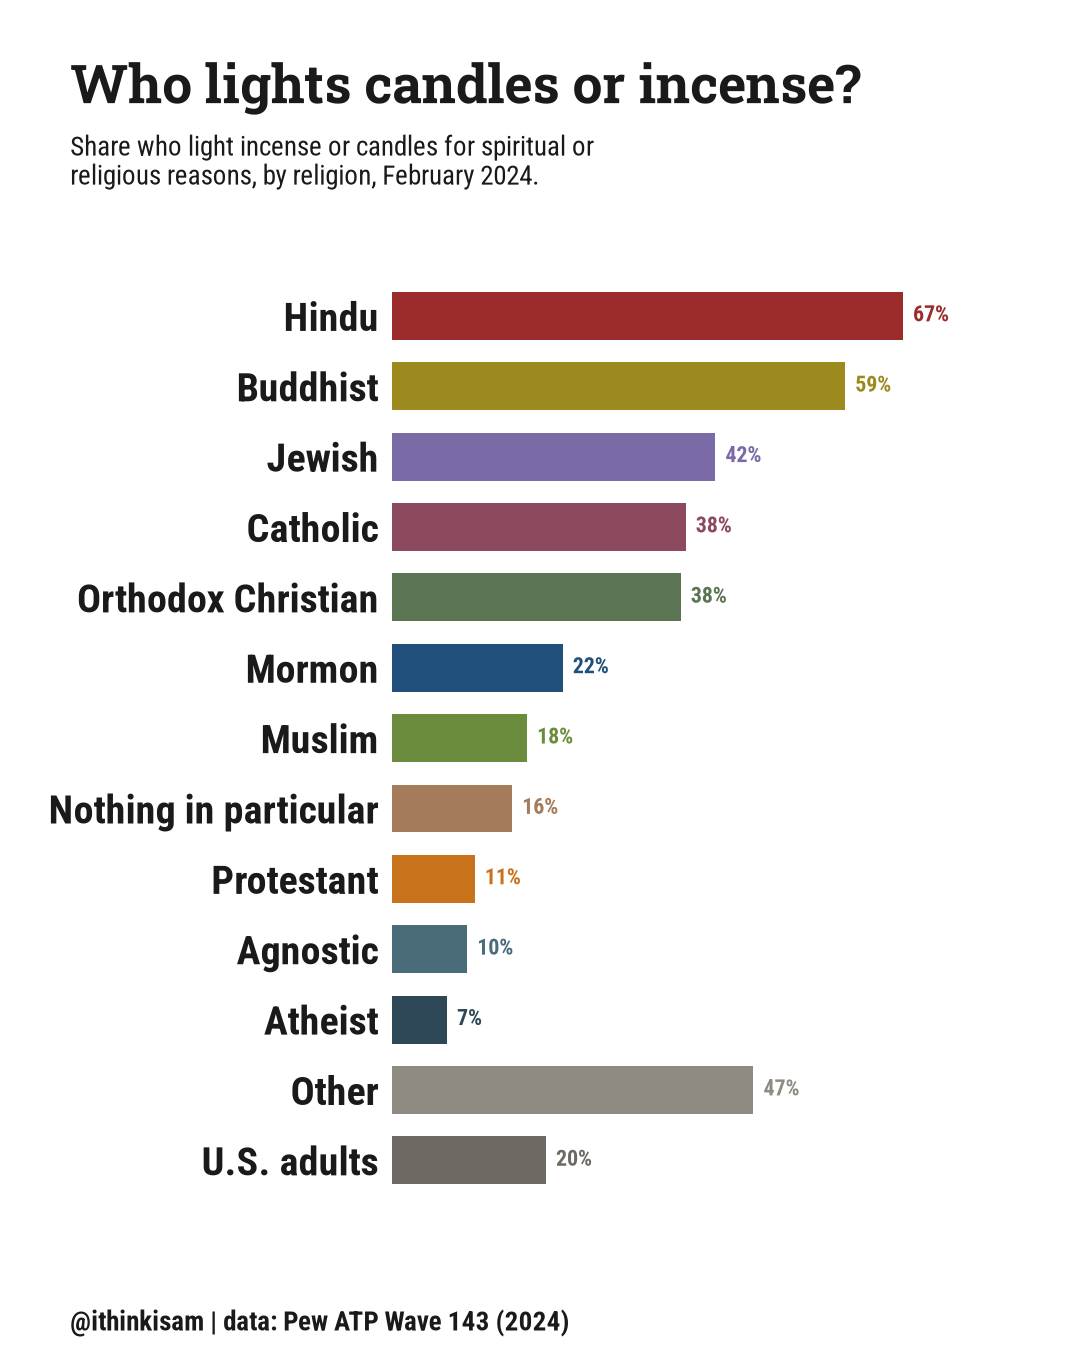 Who lights candles or incense?
Share who light incense or candles for spiritual or
religious reasons, by religion, February 2024.
Hindu 67%
Buddhist 59%
Jewish 42%
Catholic 38%
Orthodox Christian 38%
Mormon 22%
Muslim 18%
Nothing in particular 16%
Protestant 11%
Agnostic 10%
Atheist 7%
Other 47%
U.S. adults 20%
@ithinkisam | data: Pew ATP Wave 143 (2024)